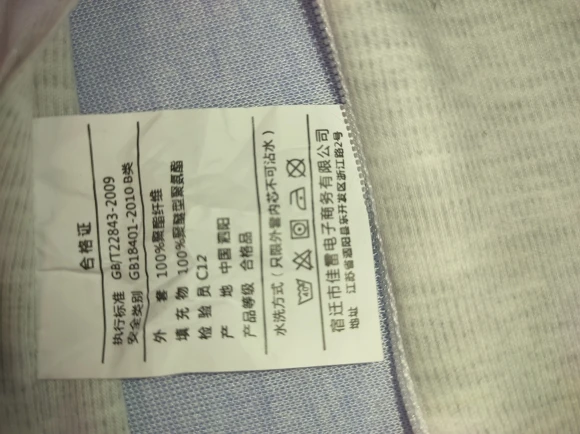 合格证
执行标准 GB/T22843-2009
安全类别 GB18401-2010 B类
外 套 100%聚酯纤维
填充物 100%聚醚型聚氨酯
检验员 C12
产 地 中国 泗阳
产品等级 合格品
水洗方式（只限外套内芯不可沾水）
宿迁市佳雷电子商务有限公司
地址 江苏省泗阳县东开发区浙江路2号